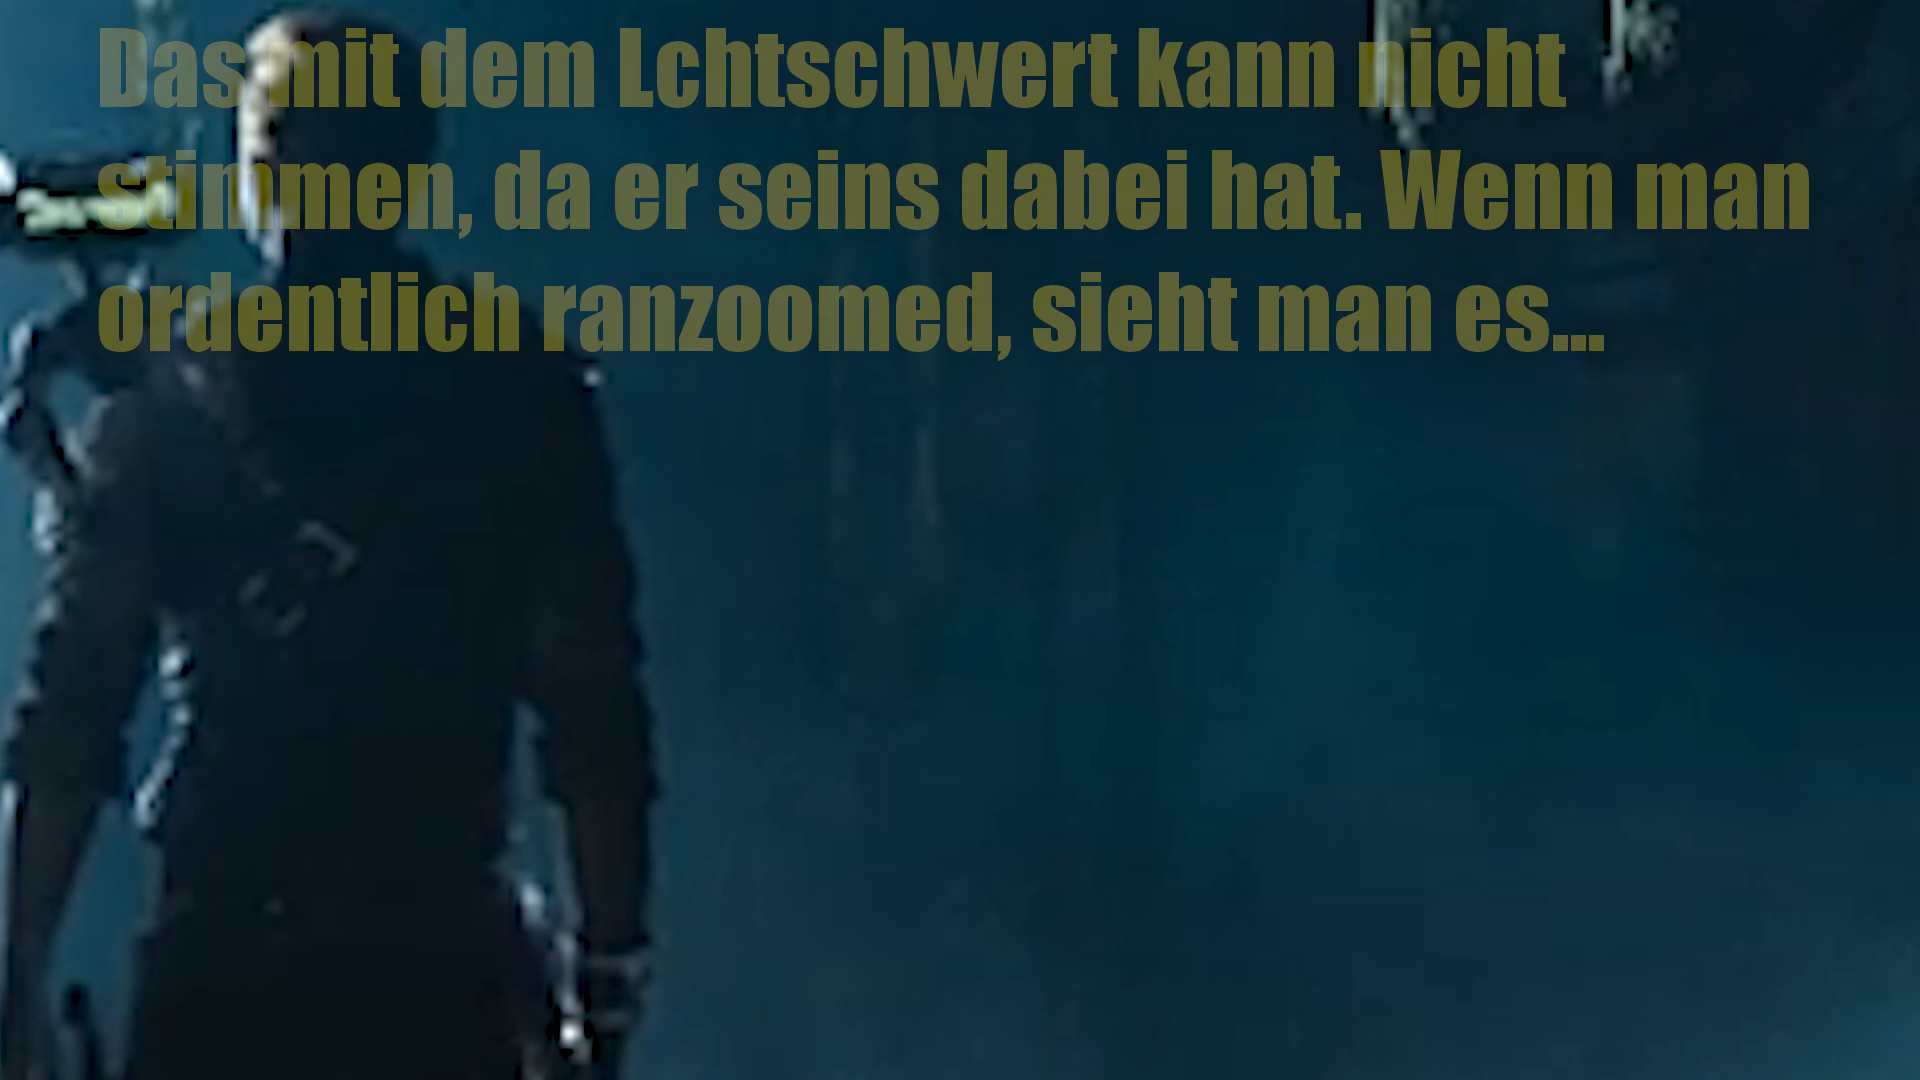 Das mit dem Lchtschwert kann nicht
stimmen, da er seins dabei hat. Wenn man
ordentlich ranzoomed, sieht man es...